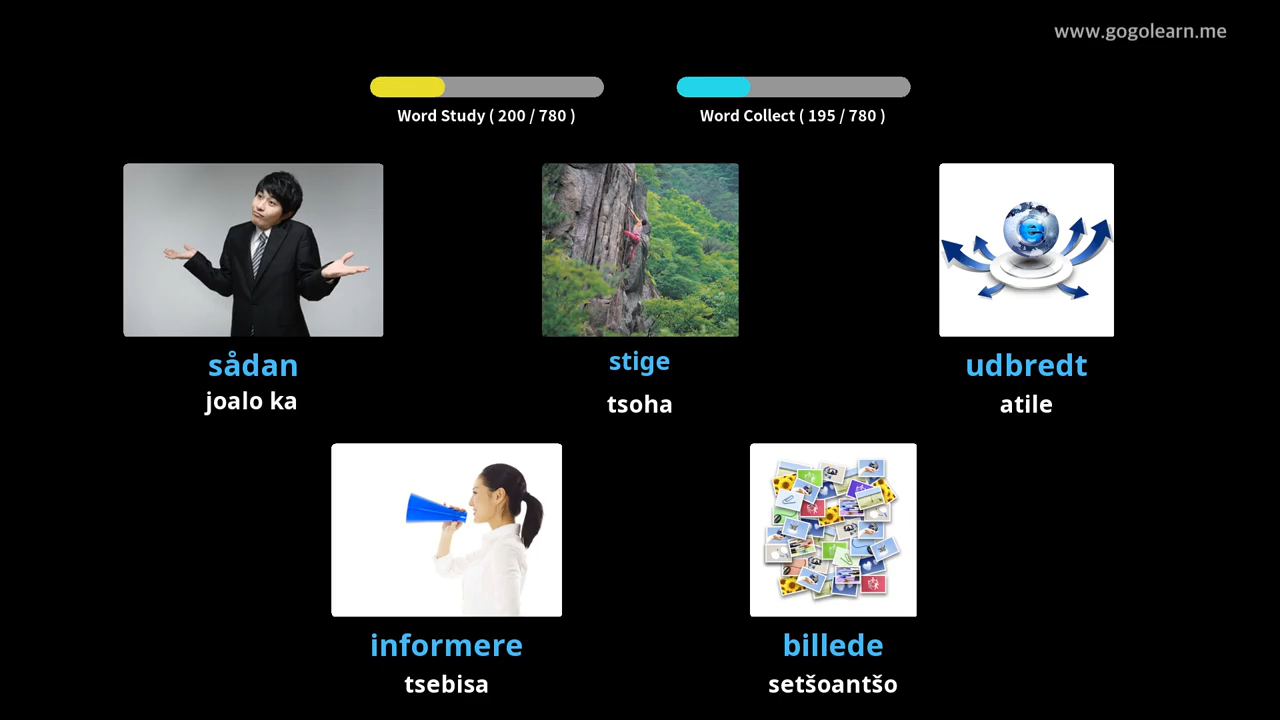 www.gogolearn.me
Word Study ( 200 / 780 )
Word Collect ( 195 / 780 )
sådan
joalo ka
stige
tsoha
udbredt
atile
informere
tsebisa
billede
setšoantšo